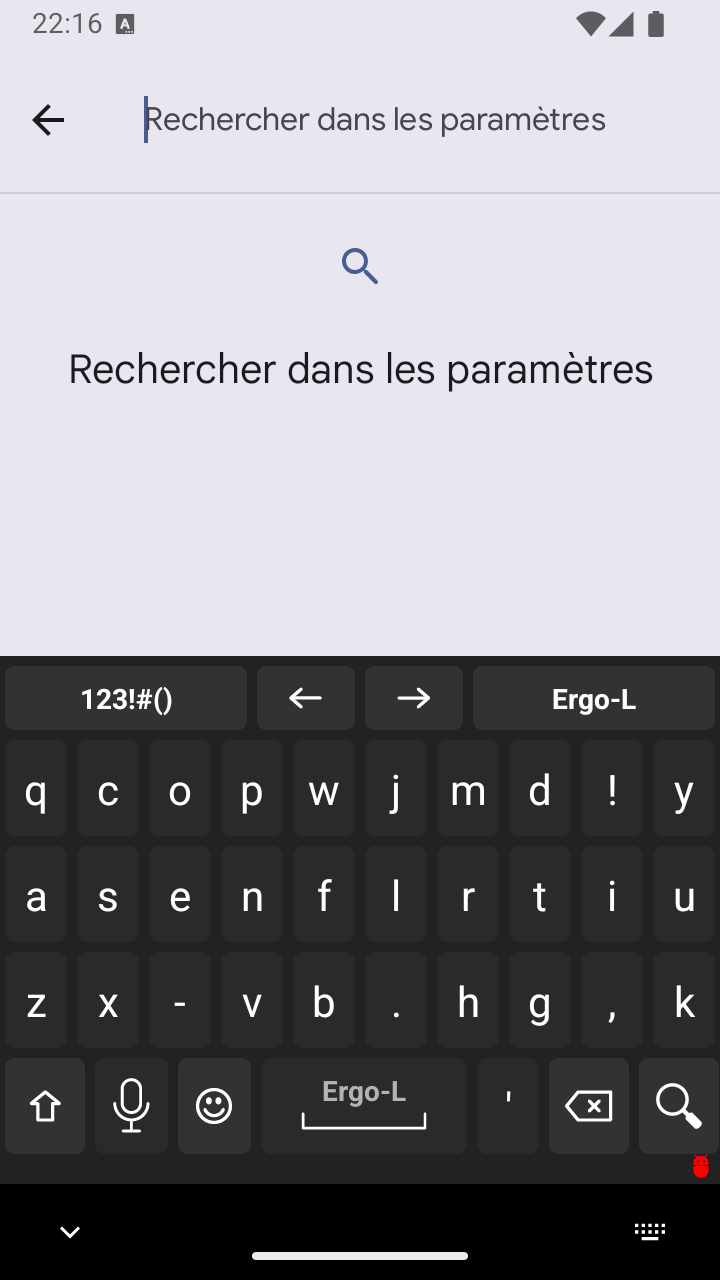 22:16 A
Rechercher dans les paramètres
Rechercher dans les paramètres
123!#() ← → Ergo-L
q c o p w j m d ! y
a s e n f l r t i u
z x - v b . h g , k
Ergo-L '